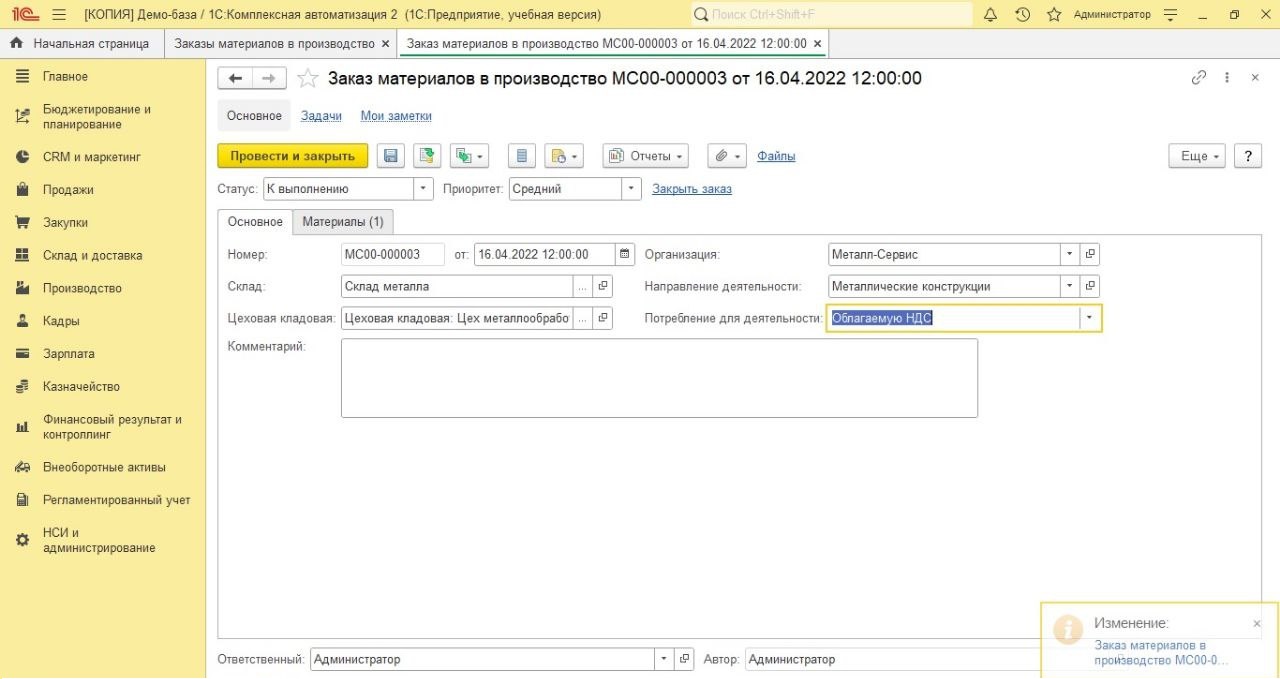 1С [КОПИЯ] Демо-база / 1С:Комплексная автоматизация 2 (1С:Предприятие, учебная версия) Поиск Ctrl+Shift+F Администратор
Начальная страница Заказы материалов в производство × Заказ материалов в производство МС00-000003 от 16.04.2022 12:00:00 ×
Главное
Бюджетирование и
планирование
CRM и маркетинг
Продажи
Закупки
Склад и доставка
Производство
Кадры
Зарплата
Казначейство
Финансовый результат и
контроллинг
Внеоборотные активы
Регламентированный учет
НСИ и
администрирование
Заказ материалов в производство МС00-000003 от 16.04.2022 12:00:00
Основное Задачи Мои заметки
Провести и закрыть Отчеты Файлы Еще ?
Статус: К выполнению Приоритет: Средний Закрыть заказ
Основное Материалы (1)
Номер: МС00-000003 от: 16.04.2022 12:00:00 Организация: Металл-Сервис
Склад: Склад металла ... Направление деятельности: Металлические конструкции
Цеховая кладовая: Цеховая кладовая: Цех металлообрабо ... Потребление для деятельности: Облагаемую НДС
Комментарий:
Ответственный: Администратор Автор: Администратор
Изменение:
Заказ материалов в
производство МС00-0...